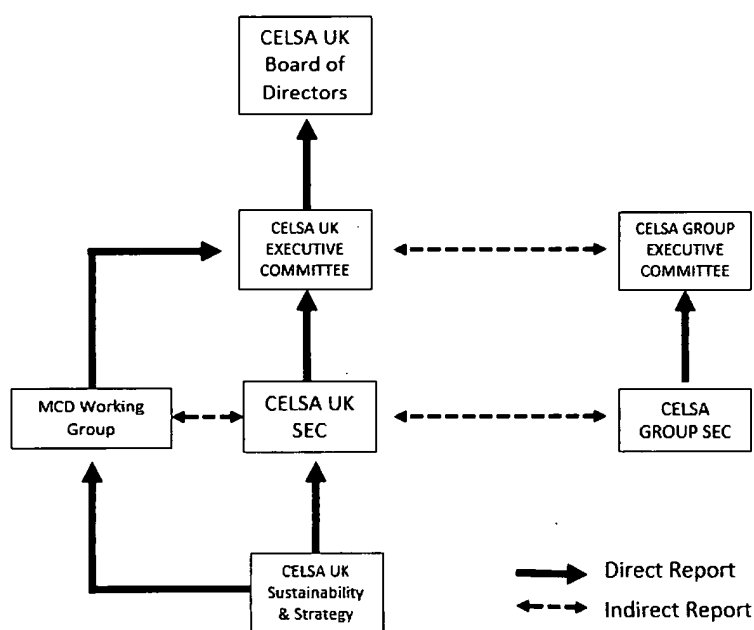 CELSA UK
Board of
Directors
CELSA UK
EXECUTIVE
COMMITTEE
CELSA GROUP
EXECUTIVE
COMMITTEE
MCD Working
Group
CELSA UK
SEC
CELSA
GROUP SEC
CELSA UK
Sustainability
& Strategy
Direct Report
Indirect Report